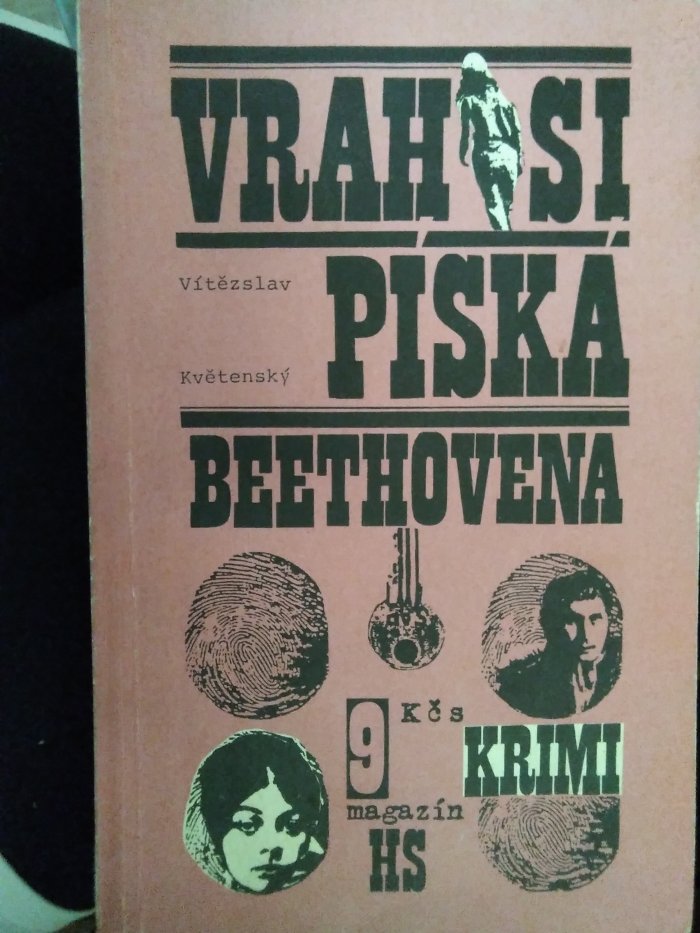 VRAH SI
Vítězslav
PÍSKÁ
Květenský
BEETHOVENA
9 Kčs
KRIMI
magazín
HS